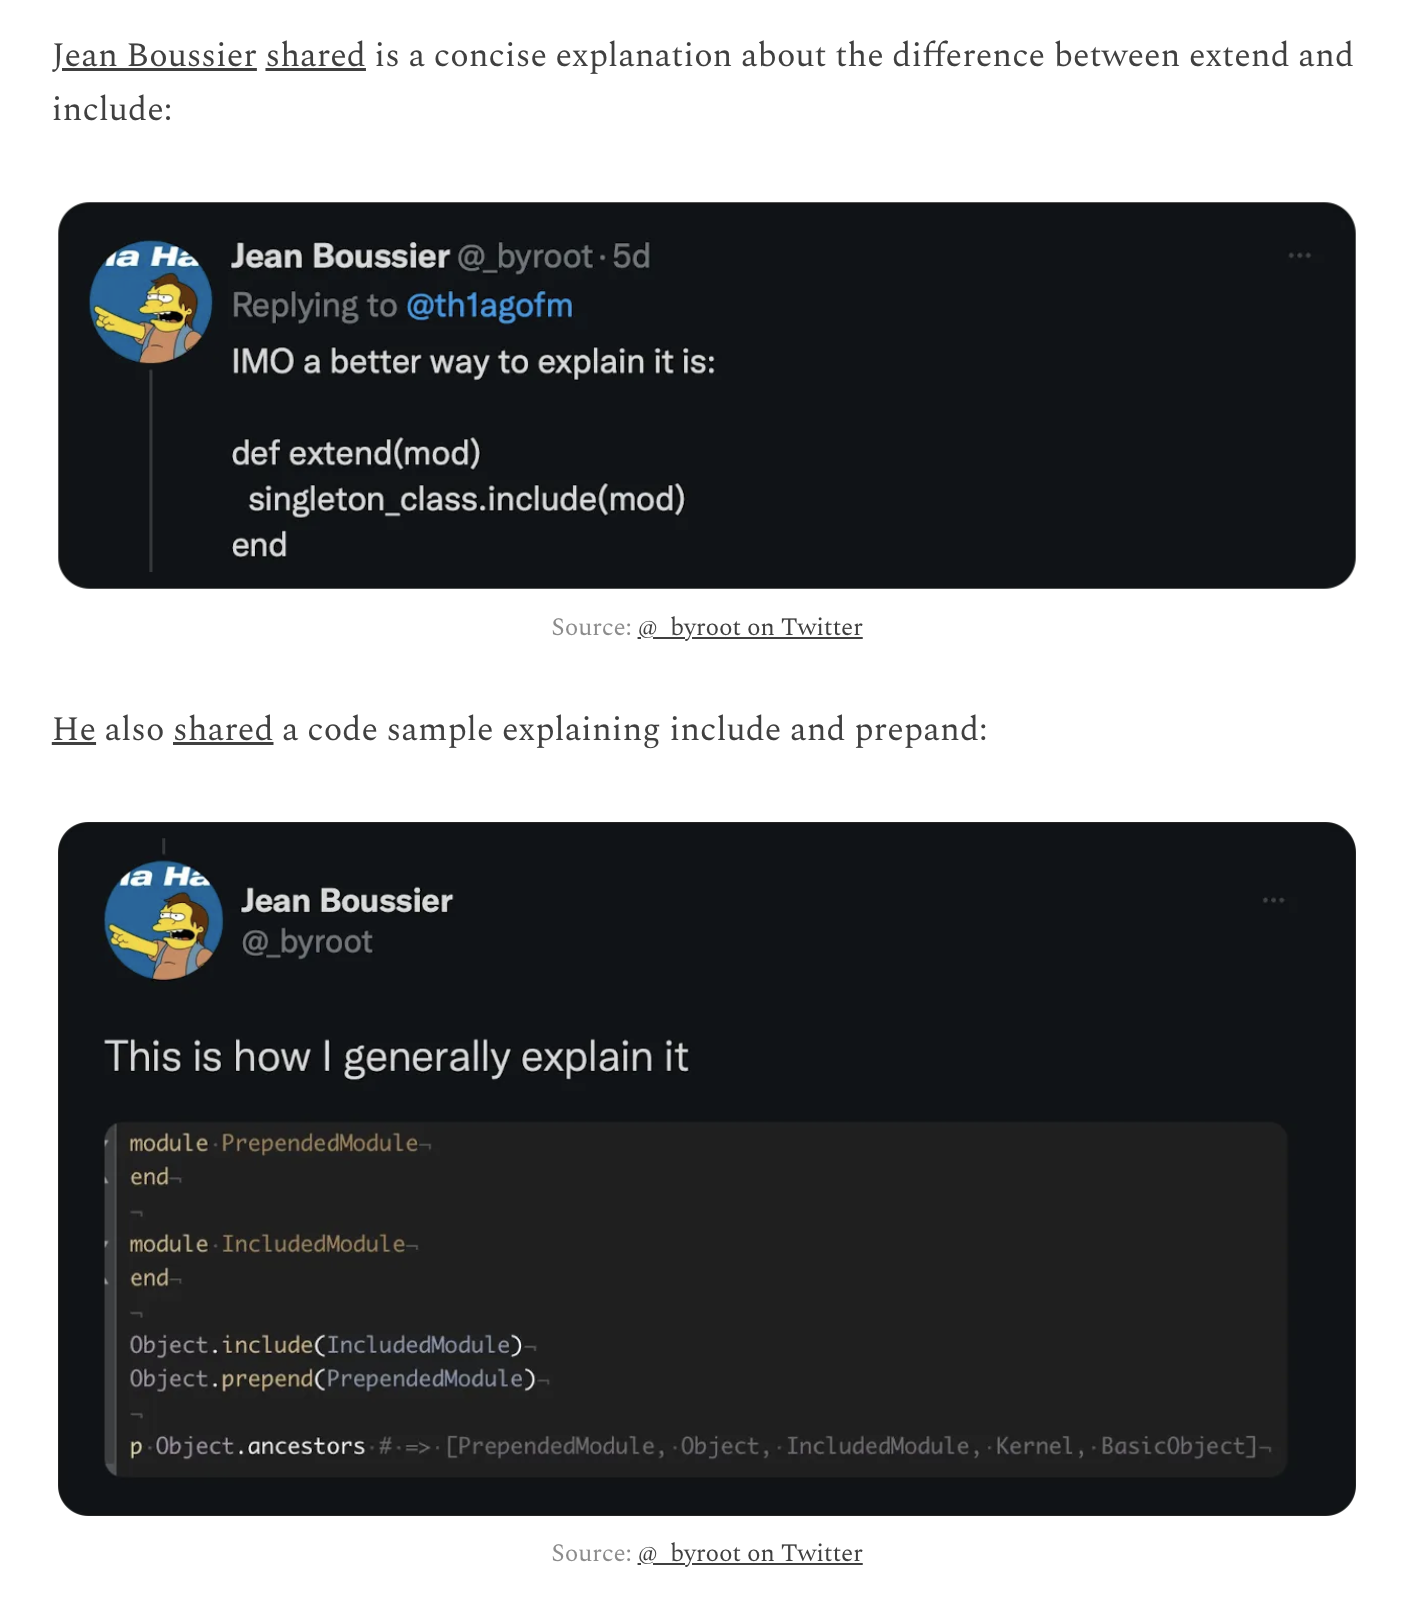 Jean Boussier shared is a concise explanation about the difference between extend and
include:
la Ha
Jean Boussier @_byroot · 5d
Replying to @th1agofm
IMO a better way to explain it is:
def extend(mod)
  singleton_class.include(mod)
end
Source: @_byroot on Twitter
He also shared a code sample explaining include and prepand:
la Ha
Jean Boussier
@_byroot
This is how I generally explain it
module·PrependedModule¬
end¬
¬
module·IncludedModule¬
end¬
¬
Object.include(IncludedModule)¬
Object.prepend(PrependedModule)¬
¬
p·Object.ancestors·#·=>·[PrependedModule,·Object,·IncludedModule,·Kernel,·BasicObject]¬
Source: @_byroot on Twitter